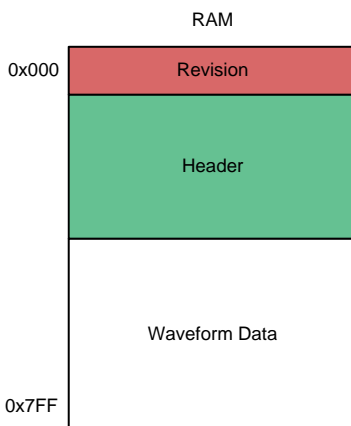 RAM
0x000
Revision
Header
Waveform Data
0x7FF